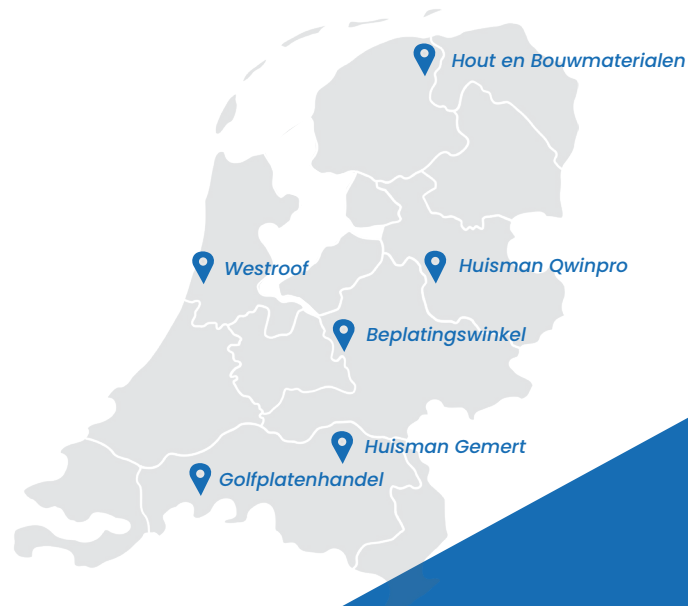 Hout en Bouwmaterialen
Westroof
Huisman Qwinpro
Beplatingswinkel
Huisman Gemert
Golfplatenhandel